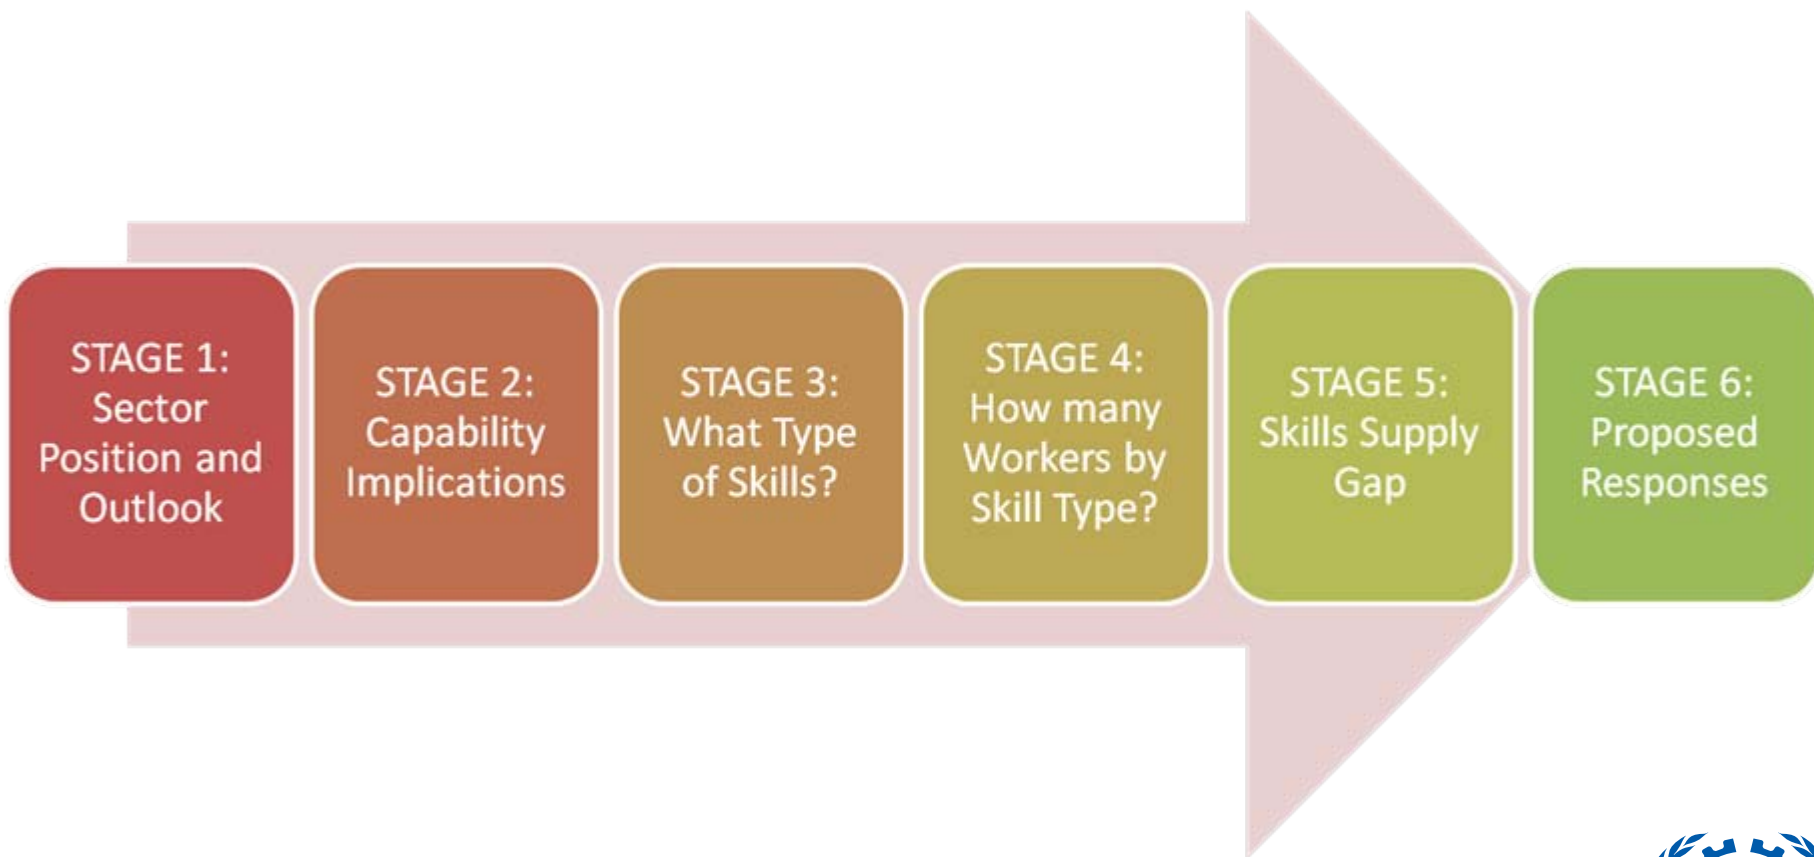 STAGE 1:
Sector
Position and
Outlook
STAGE 2:
Capability
Implications
STAGE 3:
What Type
of Skills?
STAGE 4:
How many
Workers by
Skill Type?
STAGE 5:
Skills Supply
Gap
STAGE 6:
Proposed
Responses